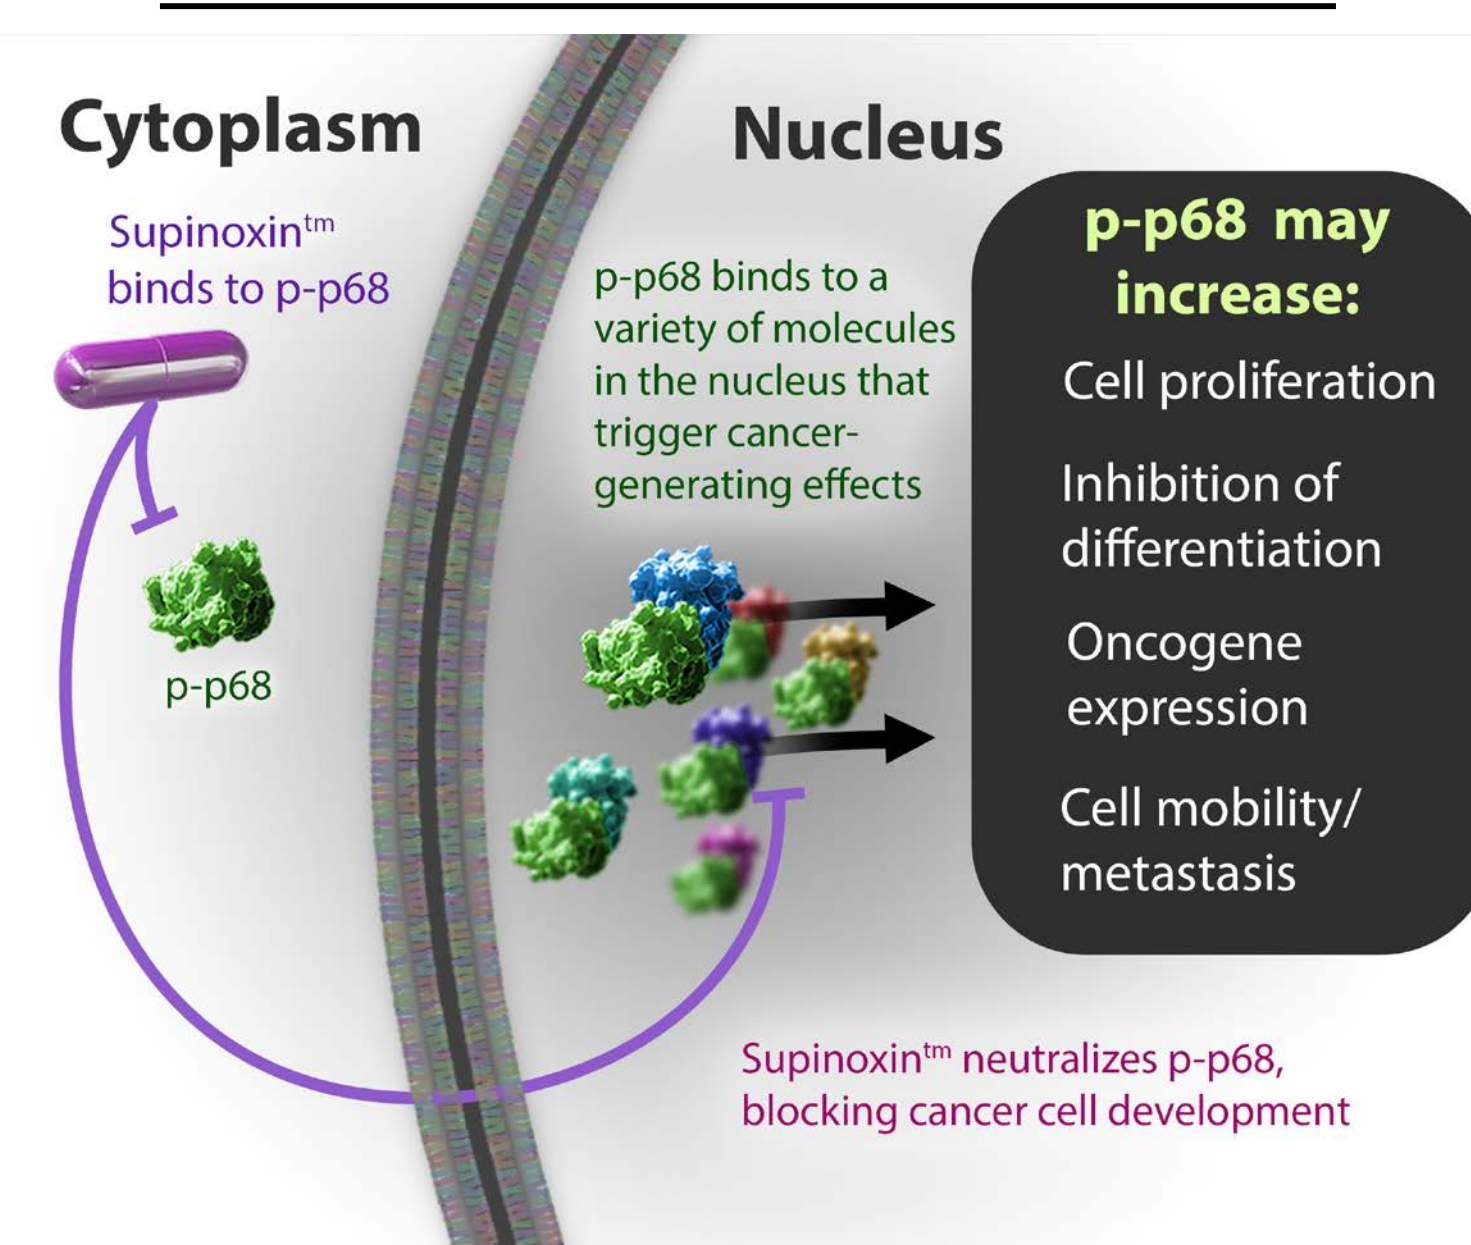 Cytoplasm
Nucleus
Supinoxin™
binds to p-p68
p-p68
p-p68 binds to a
variety of molecules
in the nucleus that
trigger cancer-
generating effects
p-p68 may
increase:
Cell proliferation
Inhibition of
differentiation
Oncogene
expression
Cell mobility/
metastasis
Supinoxin™ neutralizes p-p68,
blocking cancer cell development